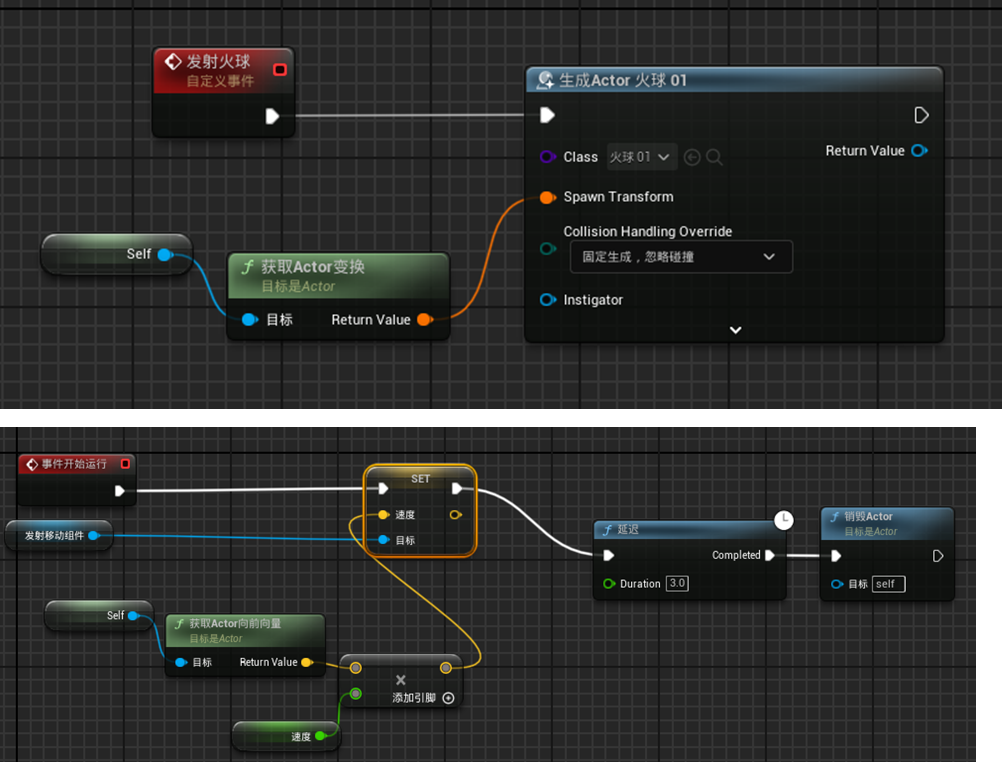 发射火球
自定义事件
生成Actor 火球 01
Class 火球 01
Return Value
Spawn Transform
Collision Handling Override
固定生成，忽略碰撞
Instigator
Self
获取Actor变换
目标是Actor
目标 Return Value
事件开始运行
SET
速度
目标
发射移动组件
延迟
Completed
Duration 3.0
销毁Actor
目标是Actor
目标 self
Self
获取Actor向前向量
目标是Actor
目标 Return Value
添加引脚
速度